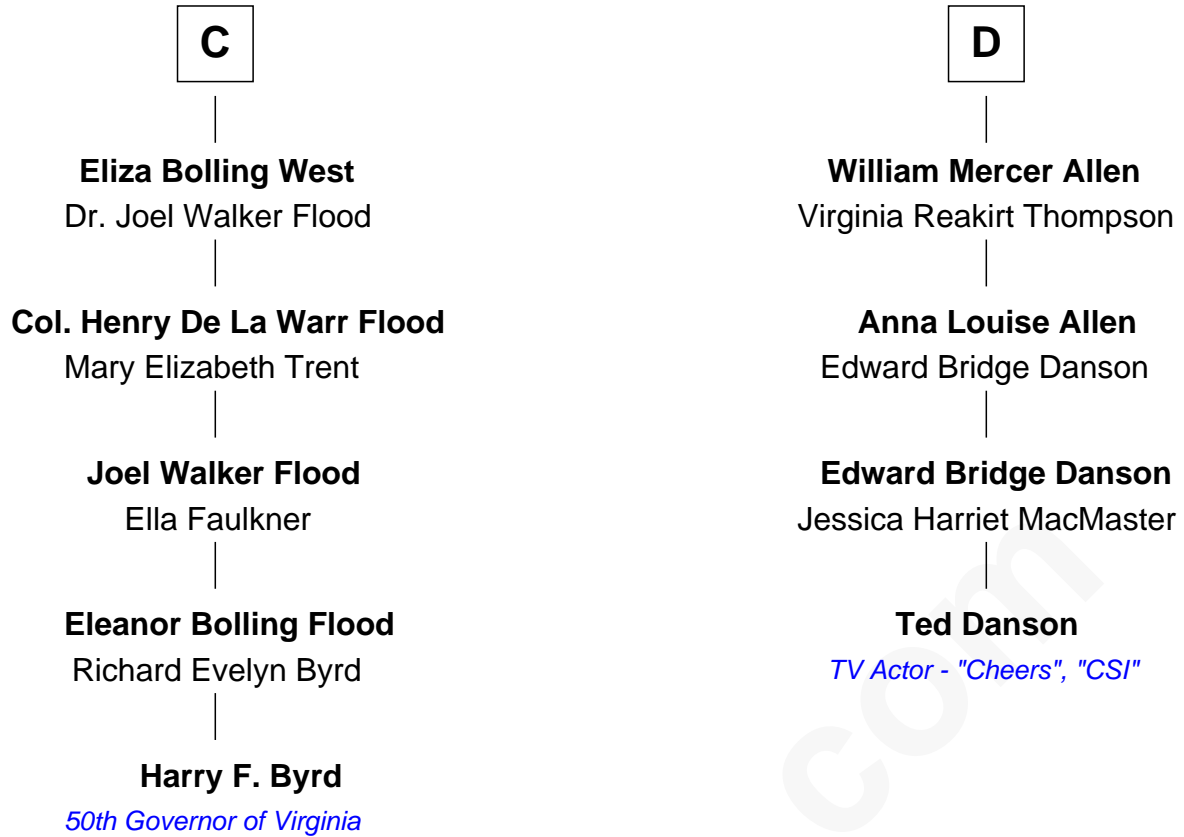 C
Eliza Bolling West
Dr. Joel Walker Flood
Col. Henry De La Warr Flood
Mary Elizabeth Trent
Joel Walker Flood
Ella Faulkner
Eleanor Bolling Flood
Richard Evelyn Byrd
Harry F. Byrd
50th Governor of Virginia
D
William Mercer Allen
Virginia Reakirt Thompson
Anna Louise Allen
Edward Bridge Danson
Edward Bridge Danson
Jessica Harriet MacMaster
Ted Danson
TV Actor - "Cheers", "CSI"
com